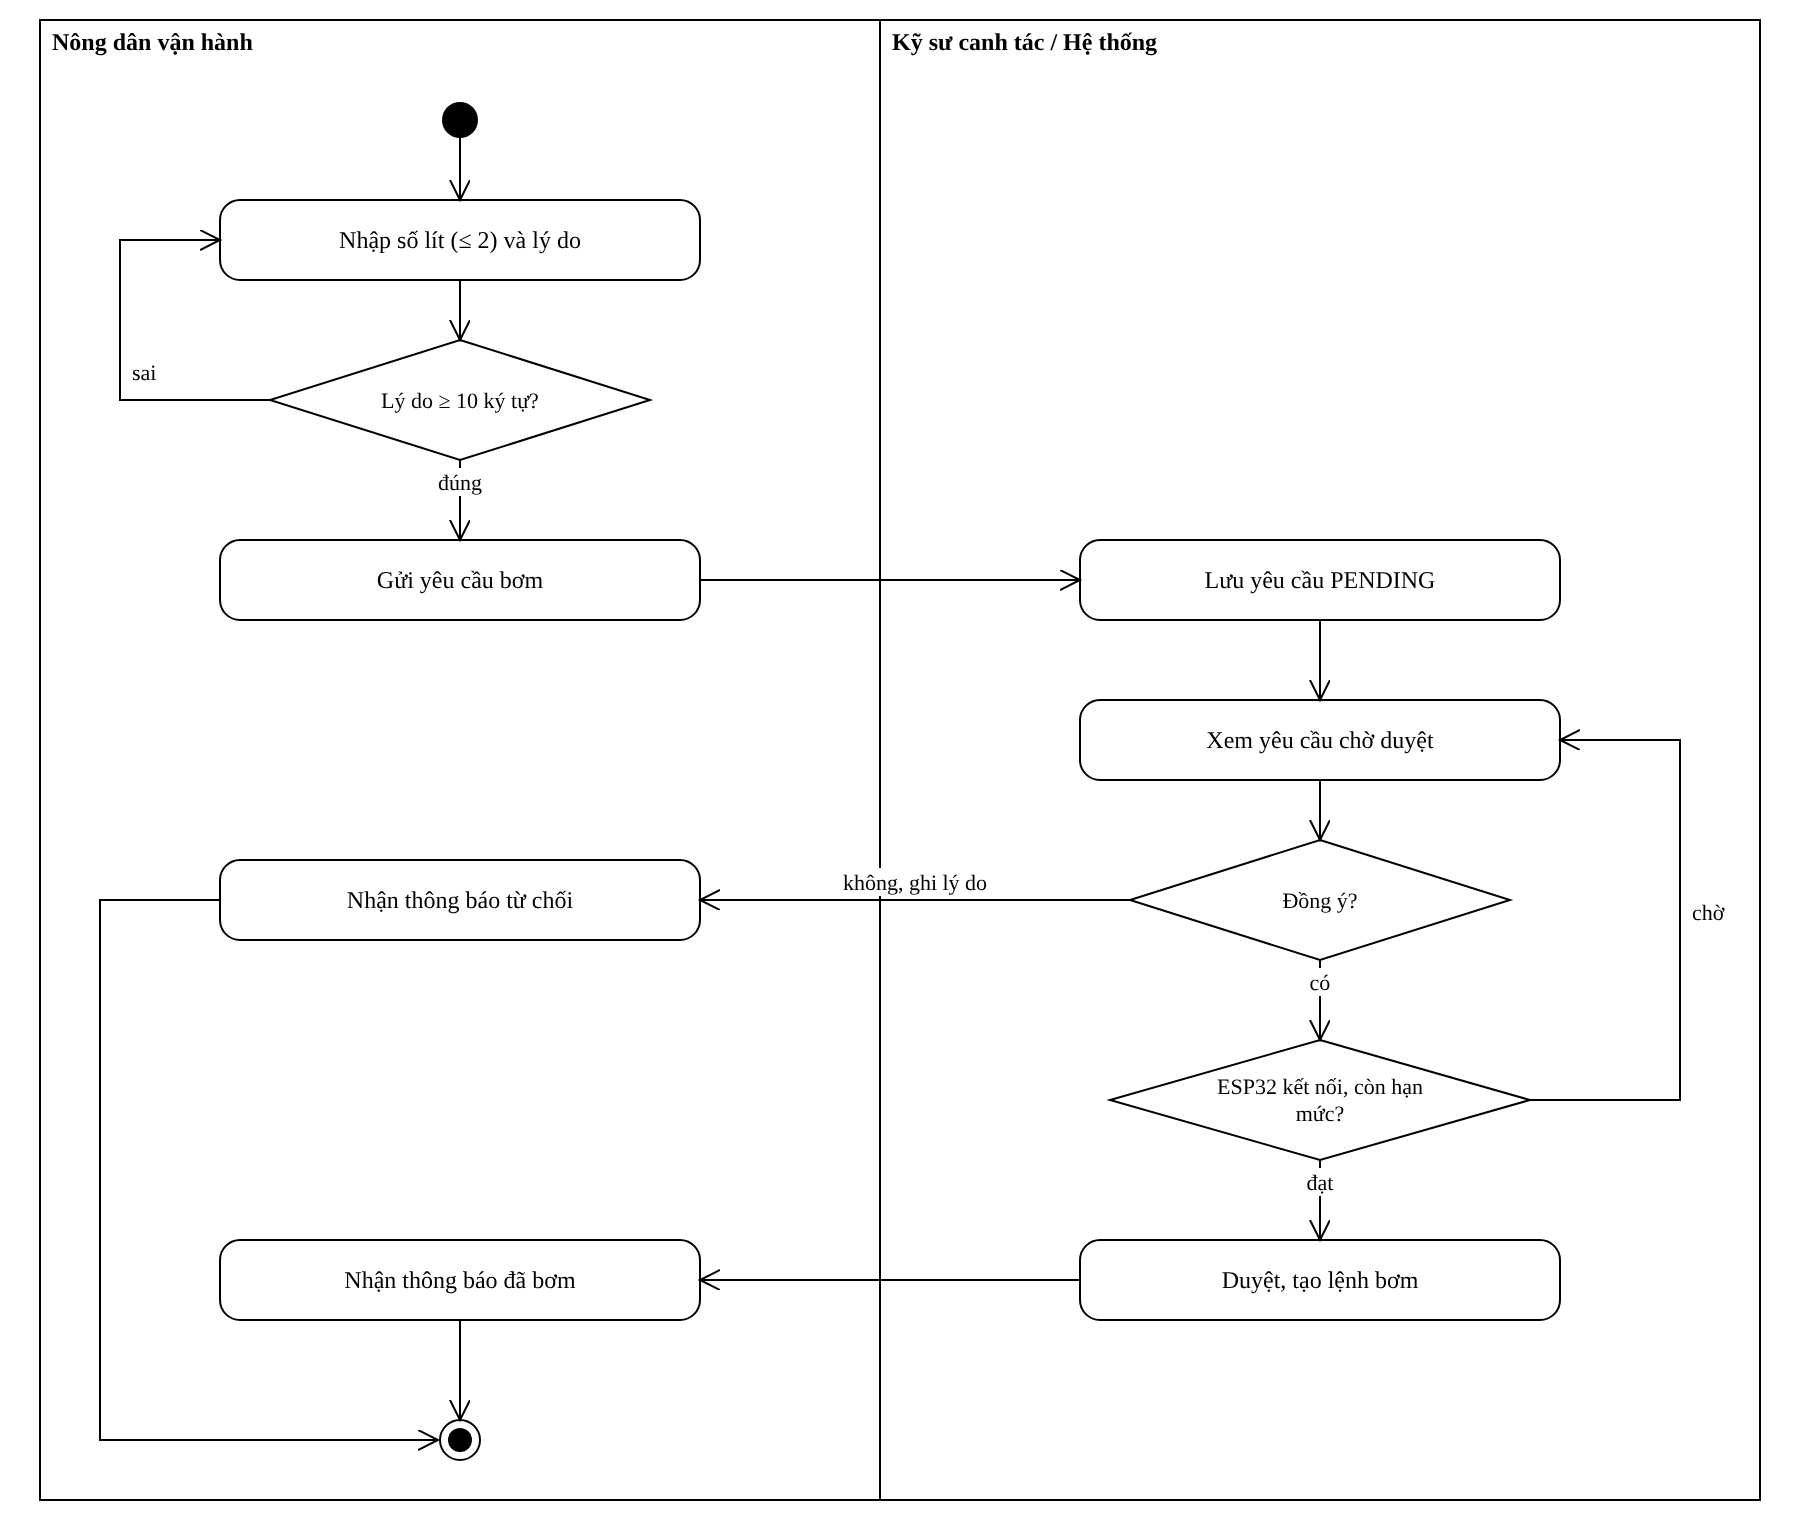 Nông dân vận hành
Kỹ sư canh tác / Hệ thống
Nhập số lít (≤ 2) và lý do
sai
Lý do ≥ 10 ký tự?
đúng
Gửi yêu cầu bơm
Lưu yêu cầu PENDING
Xem yêu cầu chờ duyệt
Nhận thông báo từ chối
không, ghi lý do
Đồng ý?
chờ
có
ESP32 kết nối, còn hạn
mức?
đạt
Nhận thông báo đã bơm
Duyệt, tạo lệnh bơm